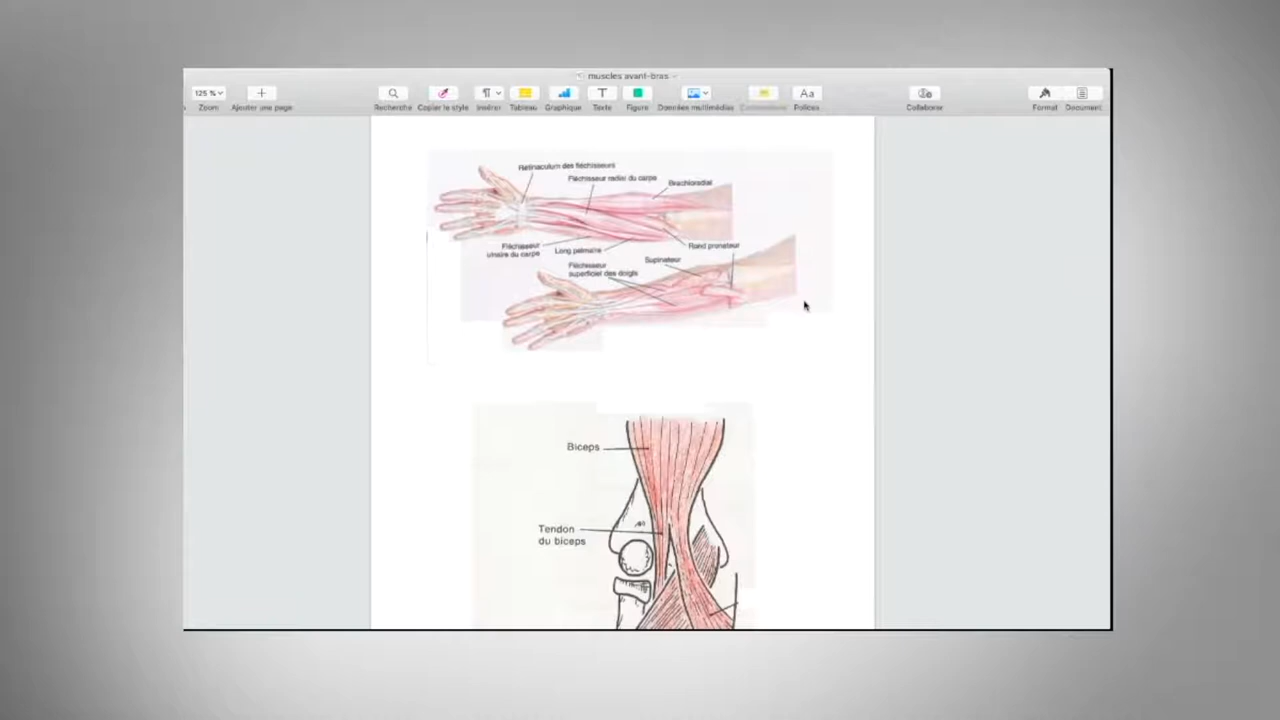 muscles avant-bras
125 %
Zoom
Ajouter une page
Recherche
Copier le style
Insérer
Tableau
Graphique
Texte
Figure
Données multimédias
Commentaire
Aa
Polices
Collaborer
Format
Document
Rétinaculum des fléchisseurs
Fléchisseur radial du carpe
Brachioradial
Fléchisseur
ulnaire du carpe
Long palmaire
Rond pronateur
Fléchisseur
superficiel des doigts
Supinateur
Biceps
Tendon
du biceps